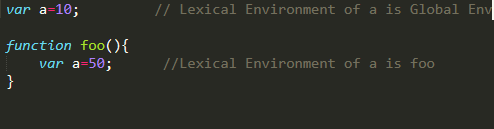 var a=10; // Lexical Environment of a is Global Env
function foo(){
var a=50; //Lexical Environment of a is foo
}